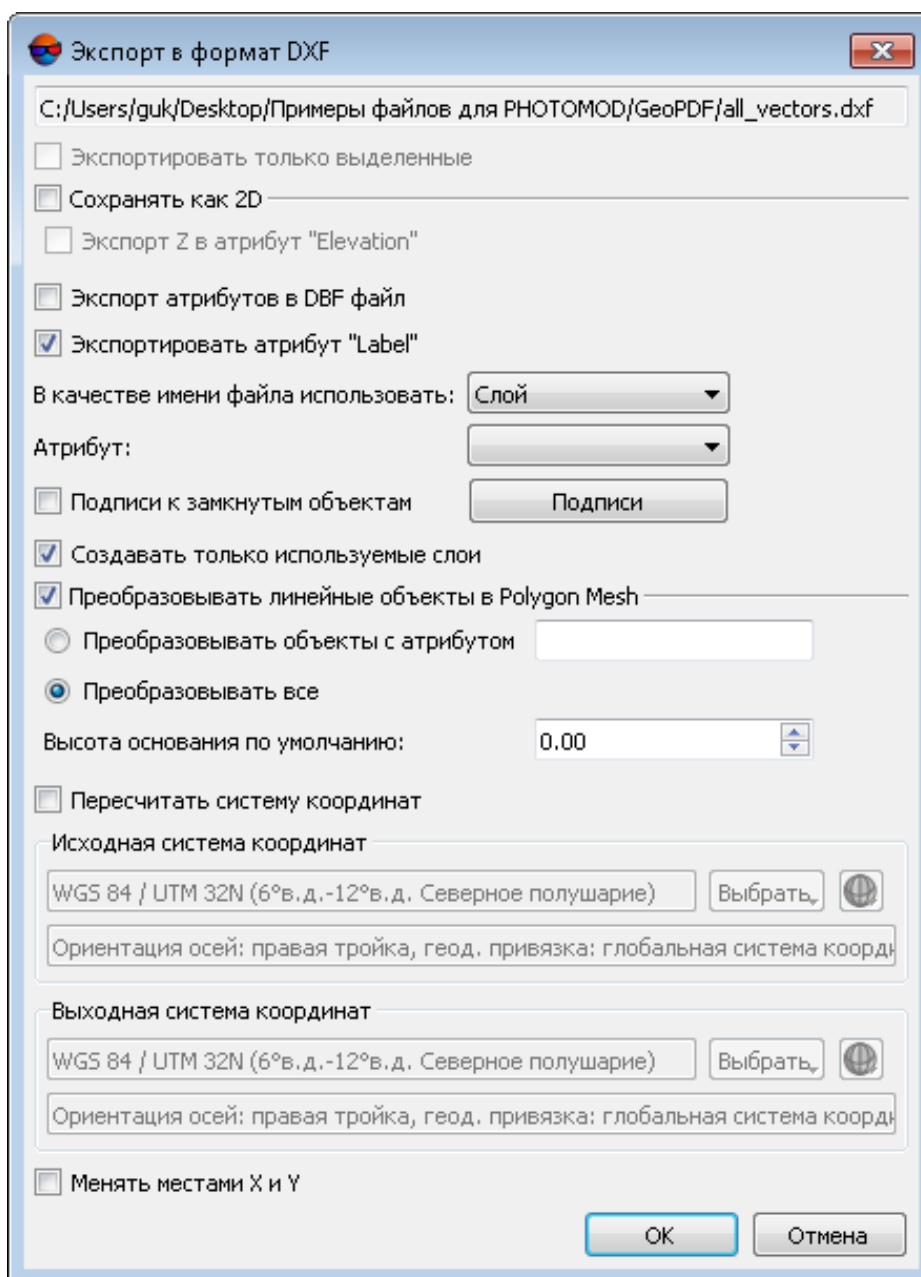 Экспорт в формат DXF
C:/Users/guk/Desktop/Примеры файлов для PHOTOMOD/GeoPDF/all_vectors.dxf
Экспортировать только выделенные
Сохранять как 2D
Экспорт Z в атрибут "Elevation"
Экспорт атрибутов в DBF файл
Экспортировать атрибут "Label"
В качестве имени файла использовать: Слой
Атрибут:
Подписи к замкнутым объектам Подписи
Создавать только используемые слои
Преобразовывать линейные объекты в Polygon Mesh
Преобразовывать объекты с атрибутом
Преобразовывать все
Высота основания по умолчанию: 0.00
Пересчитать систему координат
Исходная система координат
WGS 84 / UTM 32N (6°в.д.-12°в.д. Северное полушарие) Выбрать
Ориентация осей: правая тройка, геод. привязка: глобальная система коорди
Выходная система координат
WGS 84 / UTM 32N (6°в.д.-12°в.д. Северное полушарие) Выбрать
Ориентация осей: правая тройка, геод. привязка: глобальная система коорди
Менять местами X и Y
OK Отмена